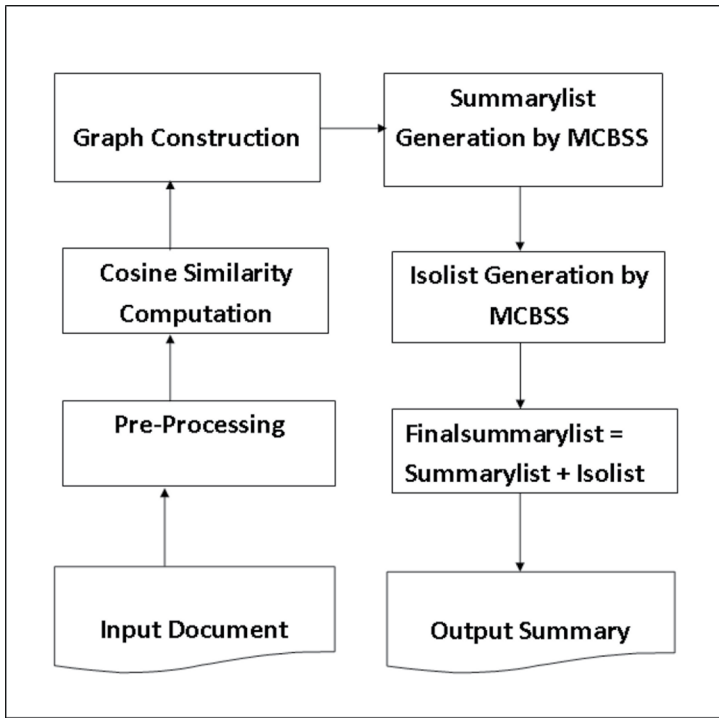 Graph Construction
Summarylist
Generation by MCBSS
Cosine Similarity
Computation
Isolist Generation by
MCBSS
Pre-Processing
Finalsummarylist =
Summarylist + Isolist
Input Document
Output Summary